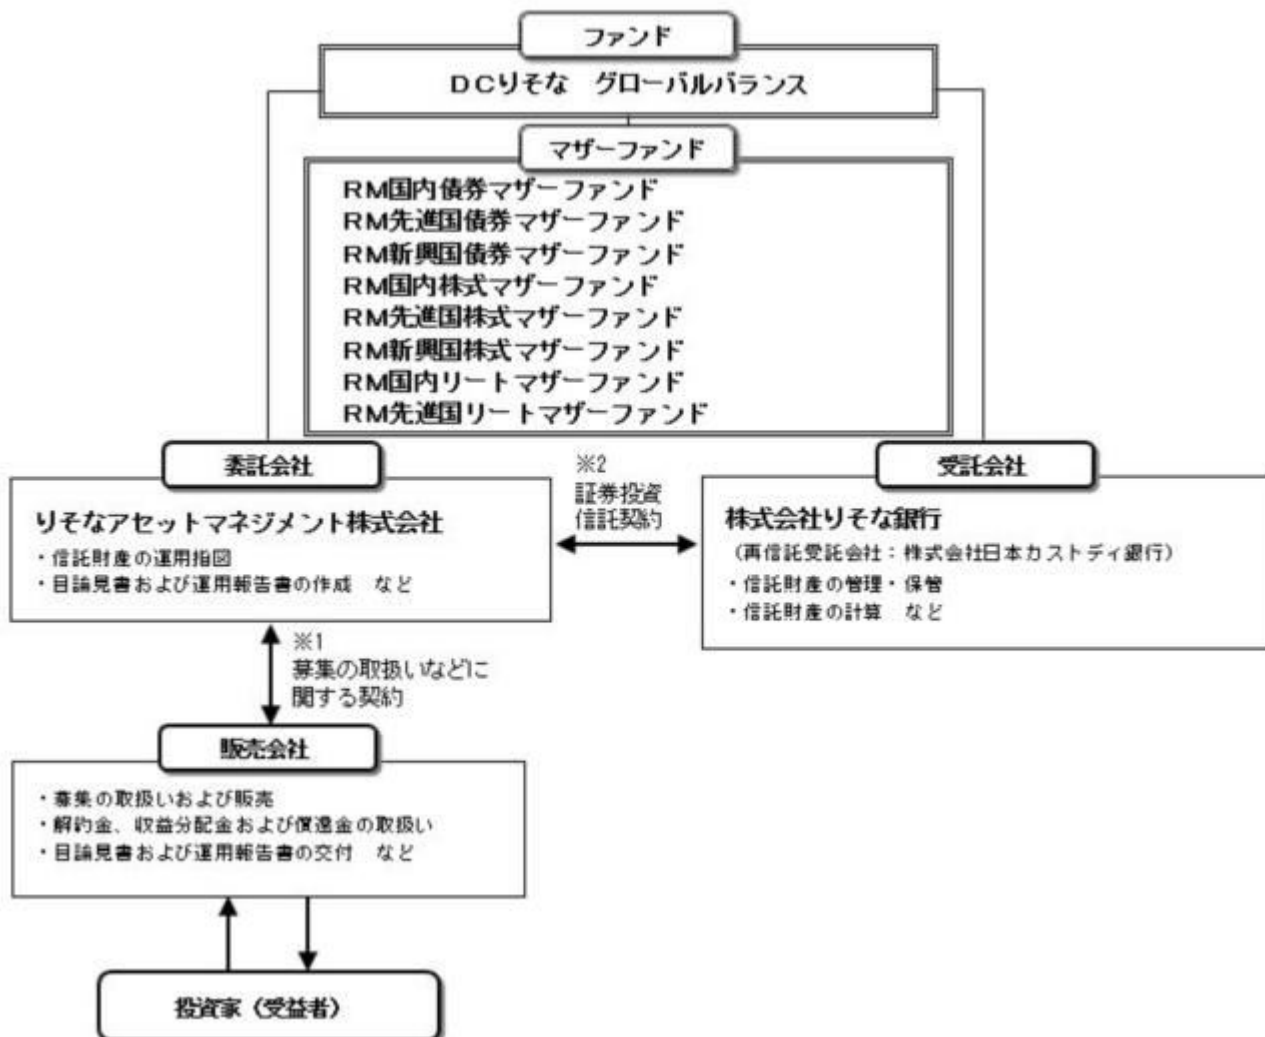 ファンド
DCりそな グローバルバランス
マザーファンド
RM国内債券マザーファンド
RM先進国債券マザーファンド
RM新興国債券マザーファンド
RM国内株式マザーファンド
RM先進国株式マザーファンド
RM新興国株式マザーファンド
RM国内リートマザーファンド
RM先進国リートマザーファンド
委託会社
りそなアセットマネジメント株式会社
・信託財産の運用指図
・目論見書および運用報告書の作成 など
※2
証券投資
信託契約
受託会社
株式会社りそな銀行
(再信託受託会社:株式会社日本カストディ銀行)
・信託財産の管理・保管
・信託財産の計算 など
※1
募集の取扱いなどに
関する契約
販売会社
・募集の取扱いおよび販売
・解約金、収益分配金および償還金の取扱い
・目論見書および運用報告書の交付 など
投資家(受益者)